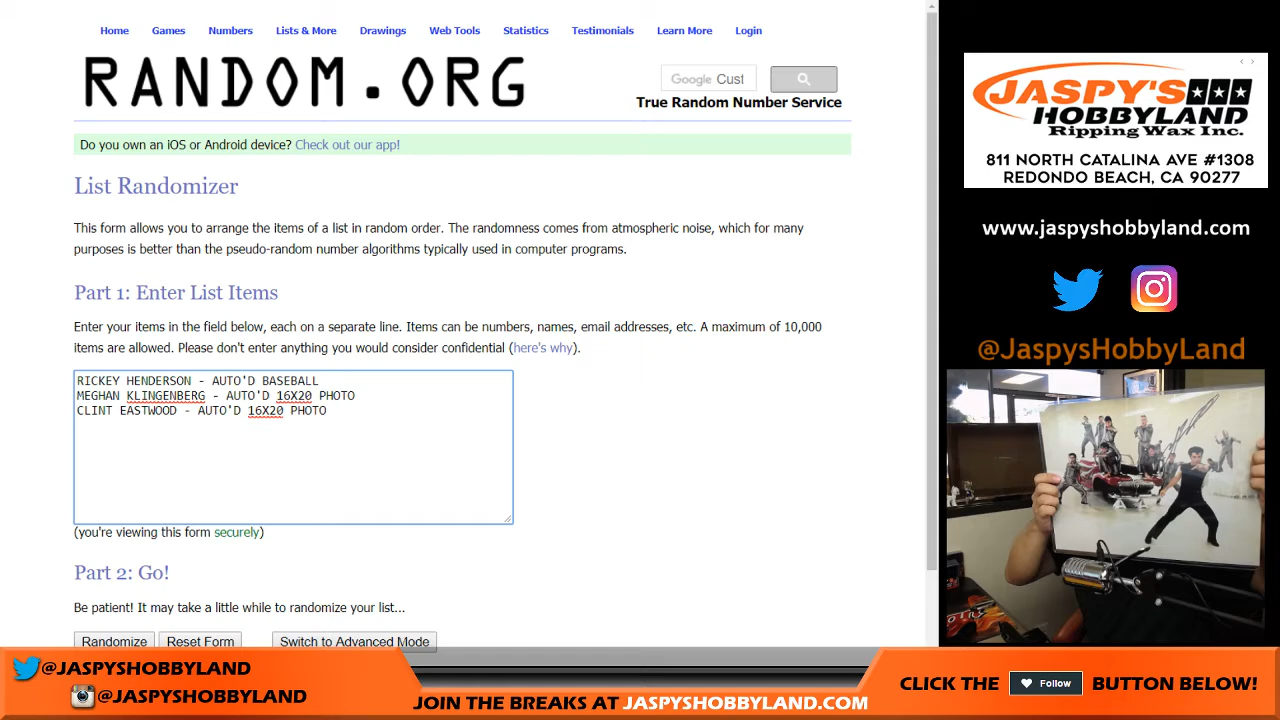 Home Games Numbers Lists & More Drawings Web Tools Statistics Testimonials Learn More Login
RANDOM.ORG
Google Cust
True Random Number Service
Do you own an iOS or Android device? Check out our app!
List Randomizer
This form allows you to arrange the items of a list in random order. The randomness comes from atmospheric noise, which for many
purposes is better than the pseudo-random number algorithms typically used in computer programs.
Part 1: Enter List Items
Enter your items in the field below, each on a separate line. Items can be numbers, names, email addresses, etc. A maximum of 10,000
items are allowed. Please don't enter anything you would consider confidential (here's why).
RICKEY HENDERSON - AUTO'D BASEBALL
MEGHAN KLINGENBERG - AUTO'D 16X20 PHOTO
CLINT EASTWOOD - AUTO'D 16X20 PHOTO
(you're viewing this form securely)
Part 2: Go!
Be patient! It may take a little while to randomize your list...
Randomize Reset Form Switch to Advanced Mode
JASPY'S
HOBBYLAND
Ripping Wax Inc.
811 NORTH CATALINA AVE #1308
REDONDO BEACH, CA 90277
www.jaspyshobbyland.com
@JaspysHobbyLand
@JASPYSHOBBYLAND
@JASPYSHOBBYLAND
JOIN THE BREAKS AT JASPYSHOBBYLAND.COM
CLICK THE Follow BUTTON BELOW!